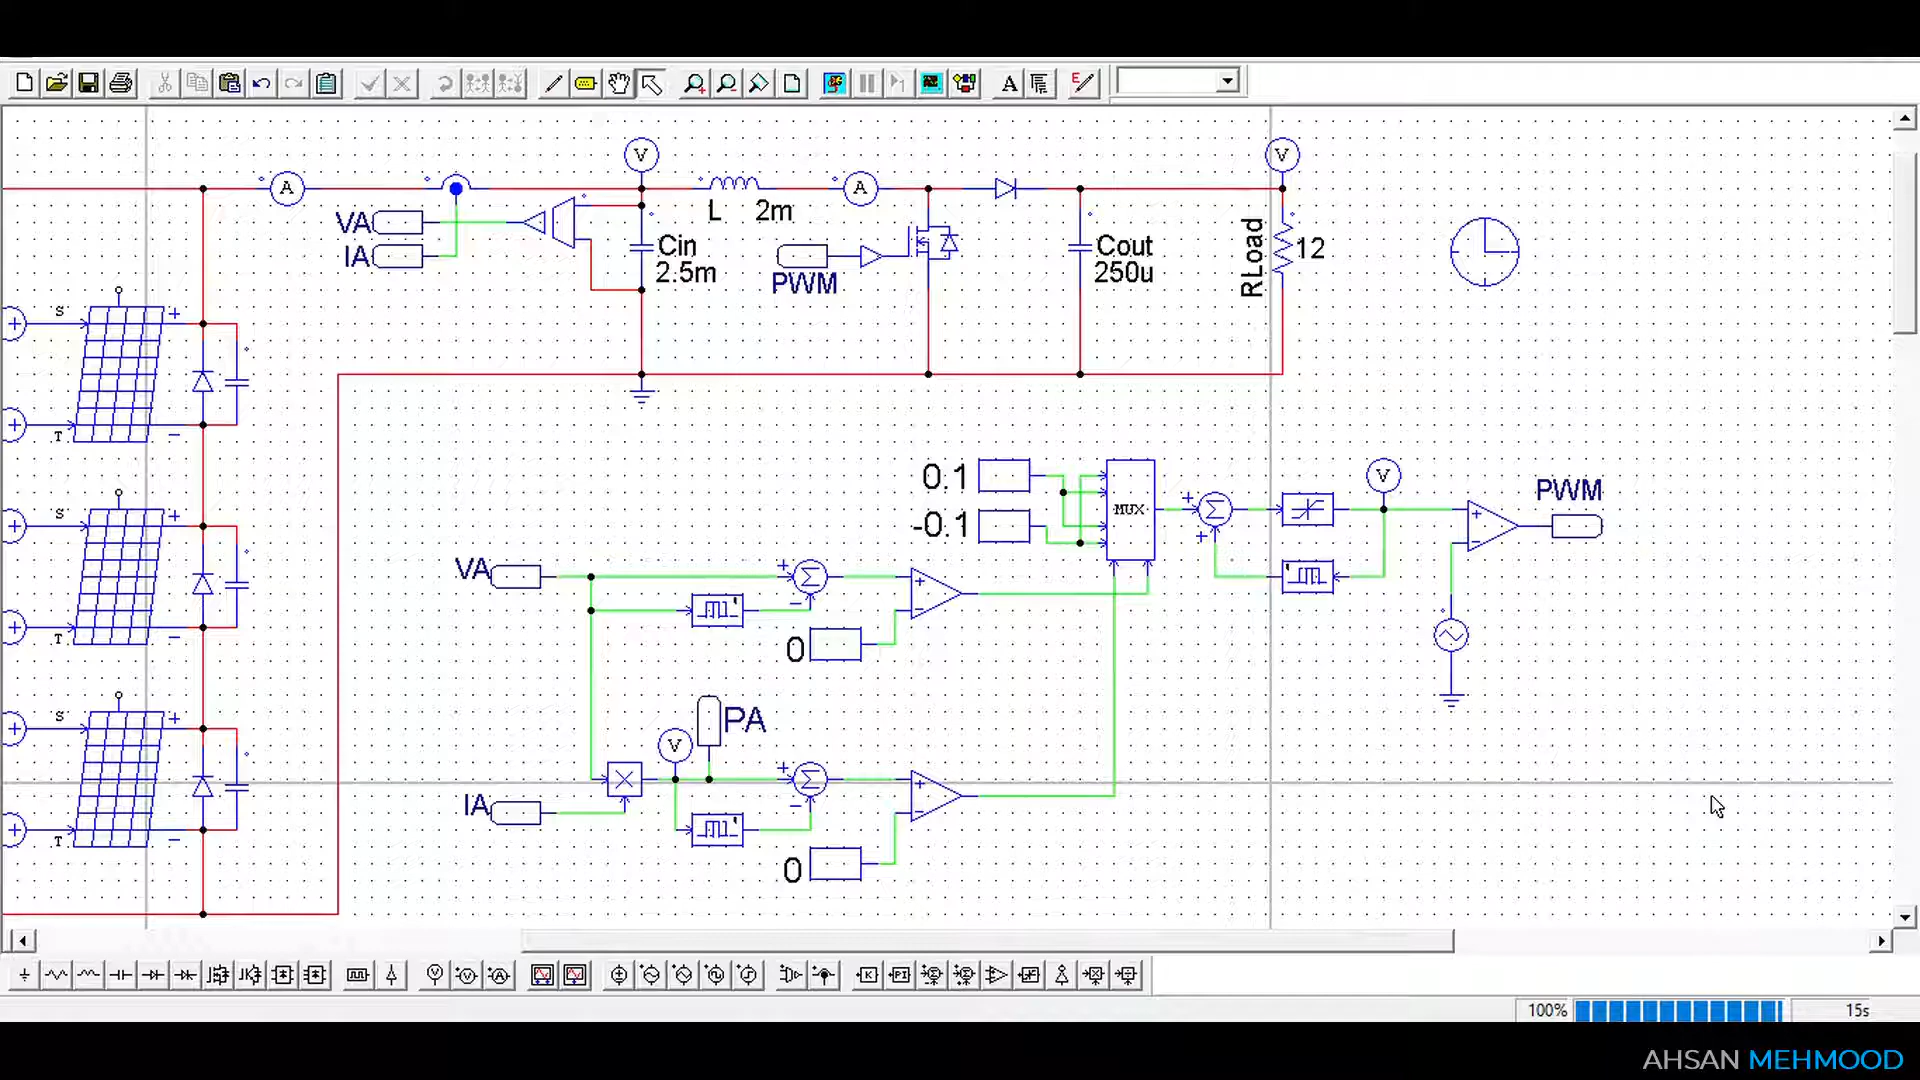 A
V
A
V
VA
IA
L 2m
Cin
2.5m
PWM
Cout
250u
RLoad
12
S
+
T
−
S
+
T
−
S
+
T
−
0.1
-0.1
MUX
V
PWM
VA
Σ
Σ
0
PA
V
IA
Σ
0
V
V
A
K
PI
100%
15s
AHSAN MEHMOOD